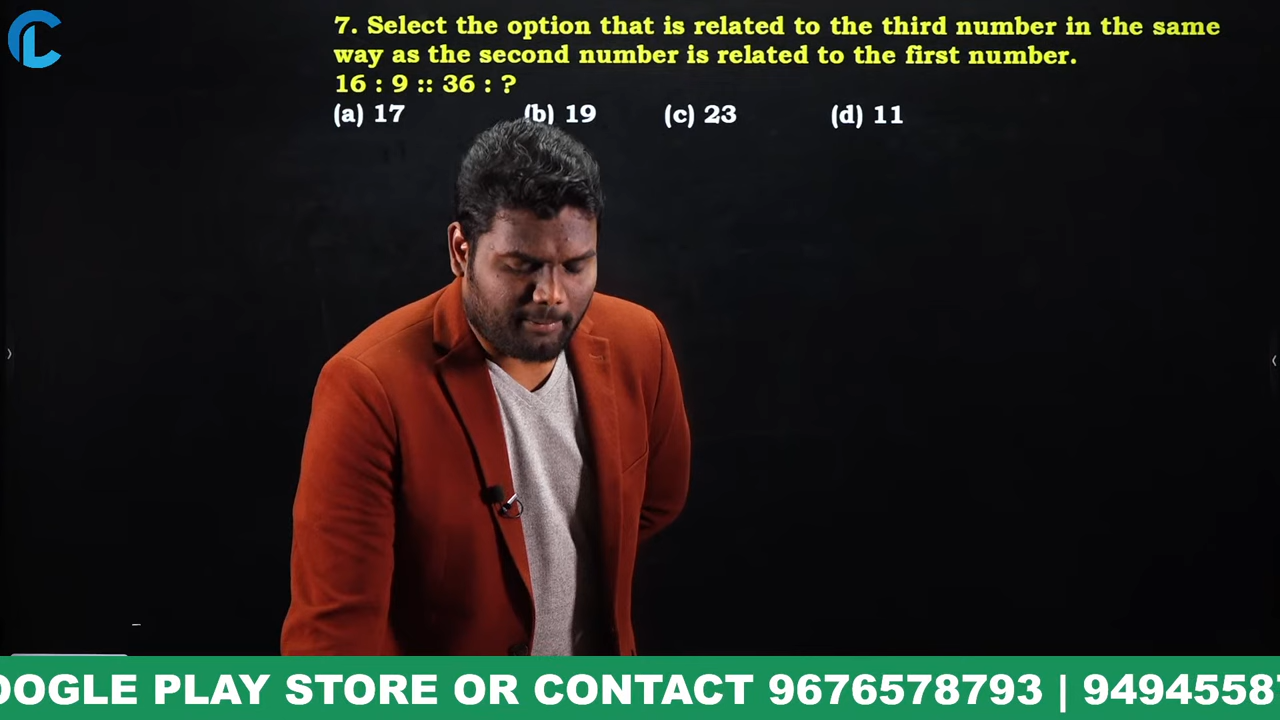 7. Select the option that is related to the third number in the same
way as the second number is related to the first number.
16 : 9 :: 36 : ?
(a) 17 (b) 19 (c) 23 (d) 11
OOGLE PLAY STORE OR CONTACT 9676578793 | 94945587